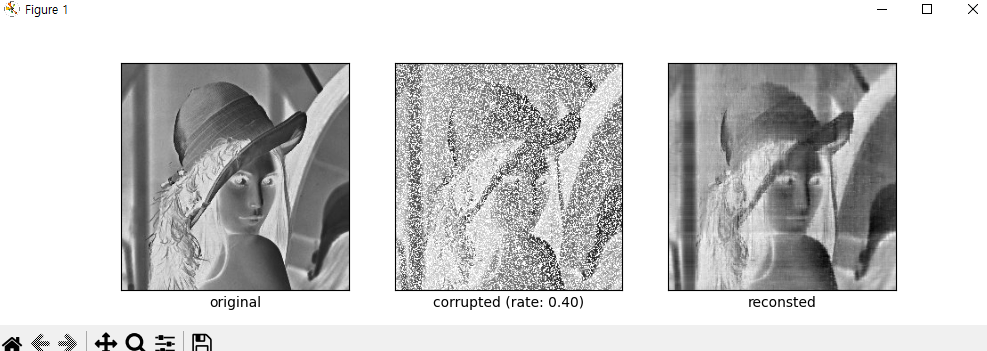 Figure 1
original
corrupted (rate: 0.40)
reconsted